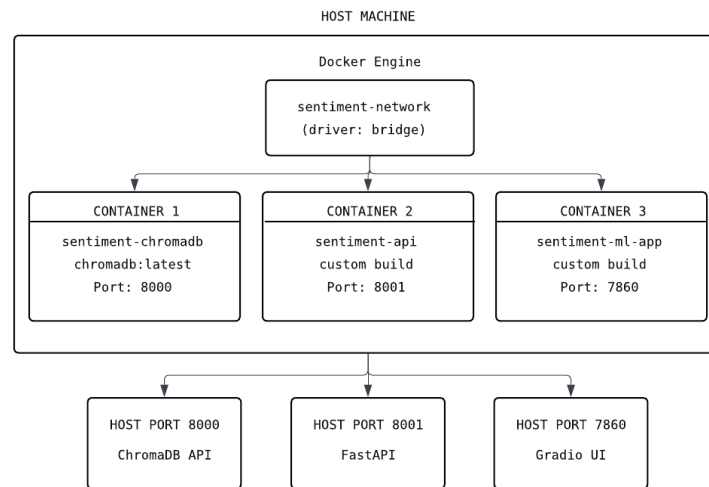 HOST MACHINE
Docker Engine
sentiment-network
(driver: bridge)
CONTAINER 1
sentiment-chromadb
chromadb:latest
Port: 8000
CONTAINER 2
sentiment-api
custom build
Port: 8001
CONTAINER 3
sentiment-ml-app
custom build
Port: 7860
HOST PORT 8000
ChromaDB API
HOST PORT 8001
FastAPI
HOST PORT 7860
Gradio UI